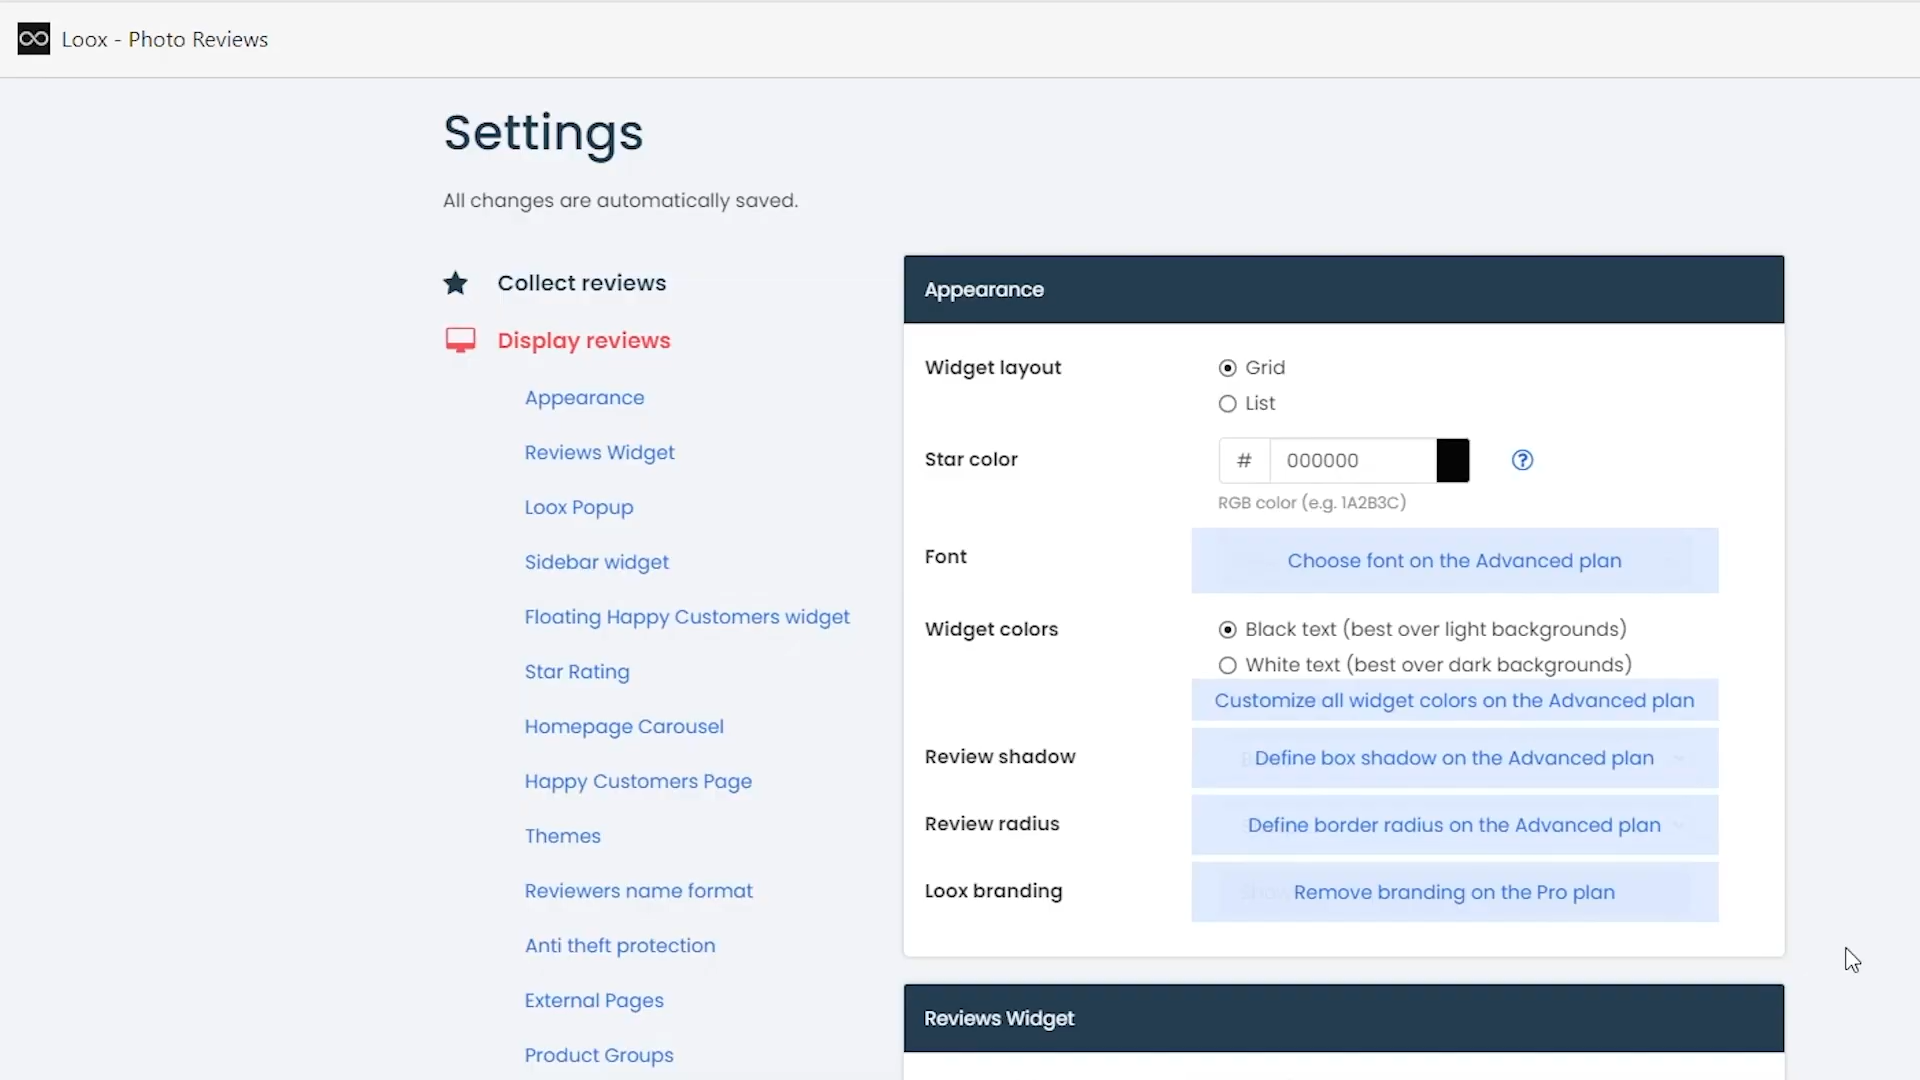 Loox - Photo Reviews
Settings
All changes are automatically saved.
Collect reviews
Display reviews
Appearance
Reviews Widget
Loox Popup
Sidebar widget
Floating Happy Customers widget
Star Rating
Homepage Carousel
Happy Customers Page
Themes
Reviewers name format
Anti theft protection
External Pages
Product Groups
Appearance
Widget layout
Grid
List
Star color
# 000000
RGB color (e.g. 1A2B3C)
Font
Choose font on the Advanced plan
Widget colors
Black text (best over light backgrounds)
White text (best over dark backgrounds)
Customize all widget colors on the Advanced plan
Review shadow
Define box shadow on the Advanced plan
Review radius
Define border radius on the Advanced plan
Loox branding
Remove branding on the Pro plan
Reviews Widget